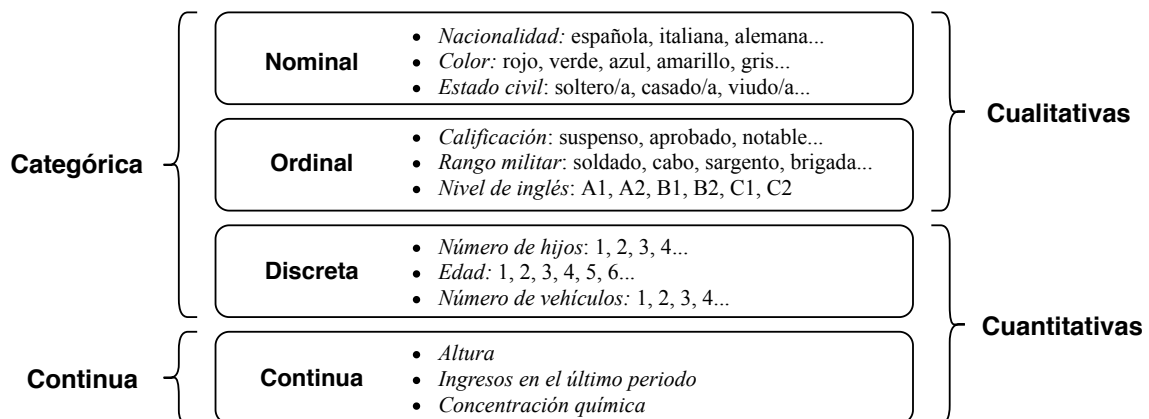 Categórica
Nominal
• Nacionalidad: española, italiana, alemana...
• Color: rojo, verde, azul, amarillo, gris...
• Estado civil: soltero/a, casado/a, viudo/a...
Ordinal
• Calificación: suspenso, aprobado, notable...
• Rango militar: soldado, cabo, sargento, brigada...
• Nivel de inglés: A1, A2, B1, B2, C1, C2
Cualitativas
Discreta
• Número de hijos: 1, 2, 3, 4...
• Edad: 1, 2, 3, 4, 5, 6...
• Número de vehículos: 1, 2, 3, 4...
Continua
Continua
• Altura
• Ingresos en el último periodo
• Concentración química
Cuantitativas